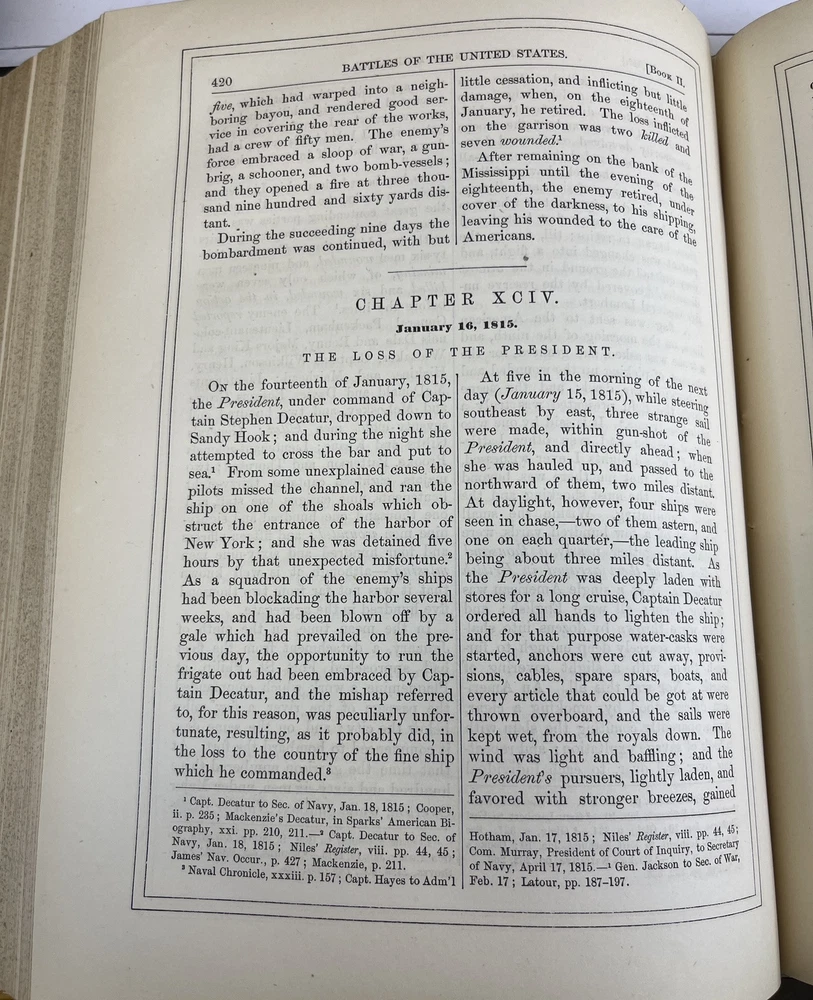 420
BATTLES OF THE UNITED STATES.
[Book II.
five, which had warped into a neigh-
boring bayou, and rendered good ser-
vice in covering the rear of the works,
had a crew of fifty men. The enemy's
force embraced a sloop of war, a gun-
brig, a schooner, and two bomb-vessels;
and they opened a fire at three thou-
sand nine hundred and sixty yards dis-
tant.
During the succeeding nine days the
bombardment was continued, with but
little cessation, and inflicting but little
damage, when, on the eighteenth of
January, he retired. The loss inflicted
on the garrison was two killed and
seven wounded.¹
After remaining on the bank of the
Mississippi until the evening of the
eighteenth, the enemy retired, under
cover of the darkness, to his shipping,
leaving his wounded to the care of the
Americans.
CHAPTER XCIV.
January 16, 1815.
THE LOSS OF THE PRESIDENT.
On the fourteenth of January, 1815,
the President, under command of Cap-
tain Stephen Decatur, dropped down to
Sandy Hook; and during the night she
attempted to cross the bar and put to
sea.¹ From some unexplained cause the
pilots missed the channel, and ran the
ship on one of the shoals which ob-
struct the entrance of the harbor of
New York; and she was detained five
hours by that unexpected misfortune.²
As a squadron of the enemy's ships
had been blockading the harbor several
weeks, and had been blown off by a
gale which had prevailed on the pre-
vious day, the opportunity to run the
frigate out had been embraced by Cap-
tain Decatur, and the mishap referred
to, for this reason, was peculiarly unfor-
tunate, resulting, as it probably did, in
the loss to the country of the fine ship
which he commanded.³
¹ Capt. Decatur to Sec. of Navy, Jan. 18, 1815; Cooper,
ii. p. 235; Mackenzie's Decatur, in Sparks' American Bi-
ography, xxi. pp. 210, 211.—² Capt. Decatur to Sec. of
Navy, Jan. 18, 1815; Niles' Register, viii. pp. 44, 45;
James' Nav. Occur., p. 427; Mackenzie, p. 211.
³ Naval Chronicle, xxxiii. p. 157; Capt. Hayes to Adm'l
At five in the morning of the next
day (January 15, 1815), while steering
southeast by east, three strange sail
were made, within gun-shot of the
President, and directly ahead; when
she was hauled up, and passed to the
northward of them, two miles distant.
At daylight, however, four ships were
seen in chase,—two of them astern, and
one on each quarter,—the leading ship
being about three miles distant. As
the President was deeply laden with
stores for a long cruise, Captain Decatur
ordered all hands to lighten the ship;
and for that purpose water-casks were
started, anchors were cut away, provi-
sions, cables, spare spars, boats, and
every article that could be got at were
thrown overboard, and the sails were
kept wet, from the royals down. The
wind was light and baffling; and the
President's pursuers, lightly laden, and
favored with stronger breezes, gained
Hotham, Jan. 17, 1815; Niles' Register, viii. pp. 44, 45;
Com. Murray, President of Court of Inquiry, to Secretary
of Navy, April 17, 1815.—¹ Gen. Jackson to Sec. of War,
Feb. 17; Latour, pp. 187-197.